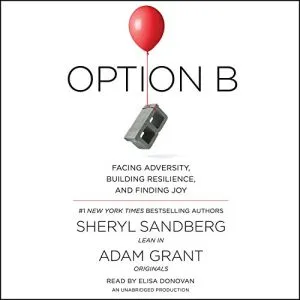 OPTION B
FACING ADVERSITY,
BUILDING RESILIENCE,
AND FINDING JOY
#1 NEW YORK TIMES BESTSELLING AUTHORS
SHERYL SANDBERG
LEAN IN
ADAM GRANT
ORIGINALS
READ BY ELISA DONOVAN
AN UNABRIDGED PRODUCTION